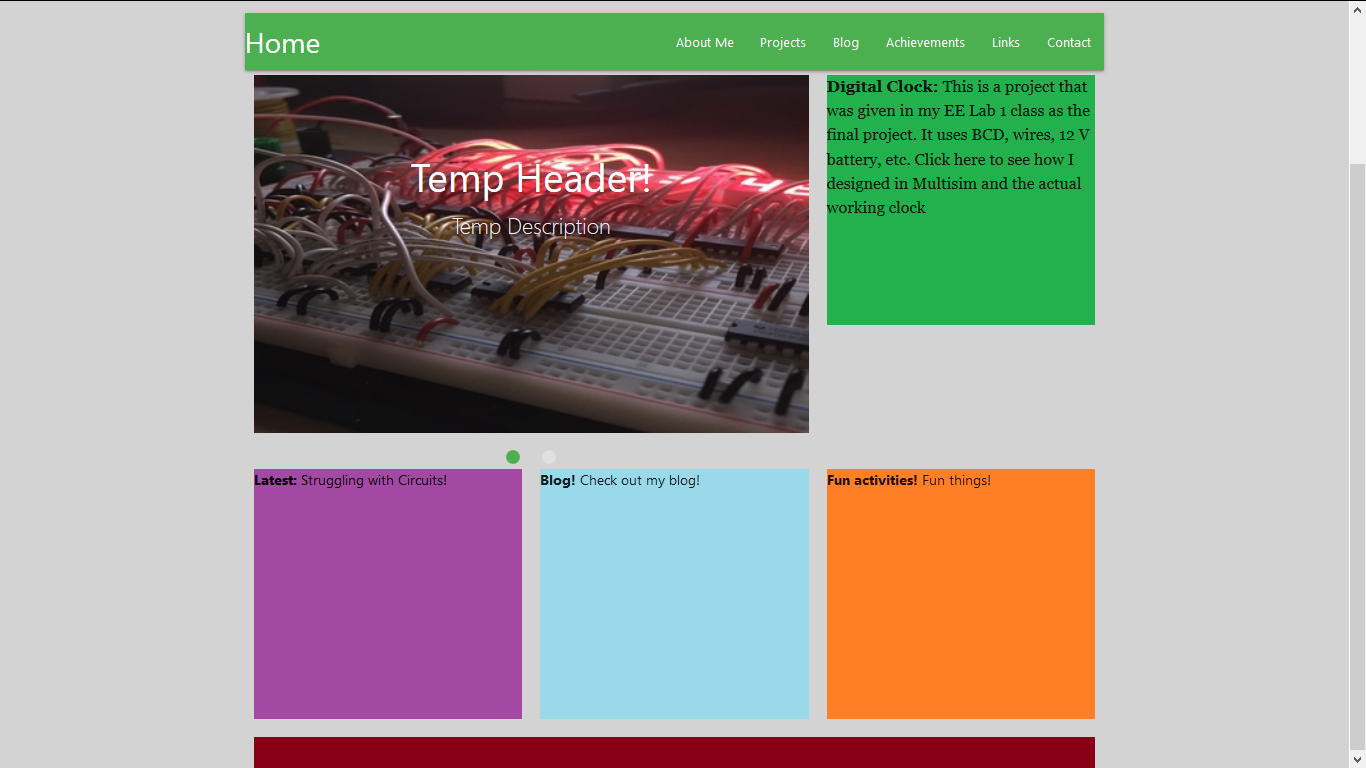 Home
About Me Projects Blog Achievements Links Contact
Temp Header!
Temp Description
Digital Clock: This is a project that
was given in my EE Lab 1 class as the
final project. It uses BCD, wires, 12 V
battery, etc. Click here to see how I
designed in Multisim and the actual
working clock
Latest: Struggling with Circuits!
Blog! Check out my blog!
Fun activities! Fun things!